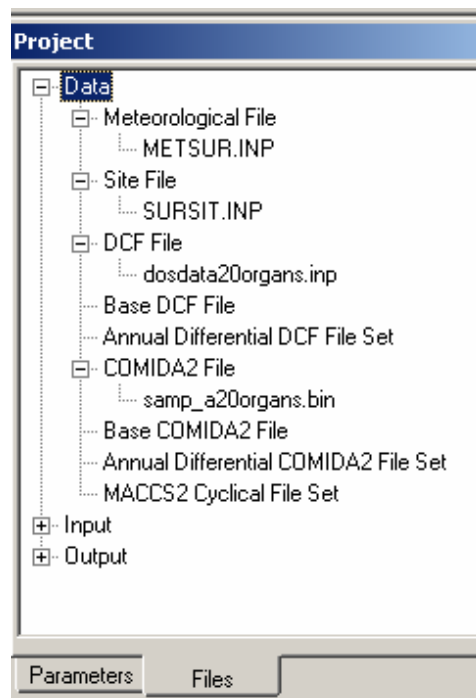 Project
Data
Meteorological File
METSUR.INP
Site File
SURSIT.INP
DCF File
dosdata20organs.inp
Base DCF File
Annual Differential DCF File Set
COMIDA2 File
samp_a20organs.bin
Base COMIDA2 File
Annual Differential COMIDA2 File Set
MACCS2 Cyclical File Set
Input
Output
Parameters Files